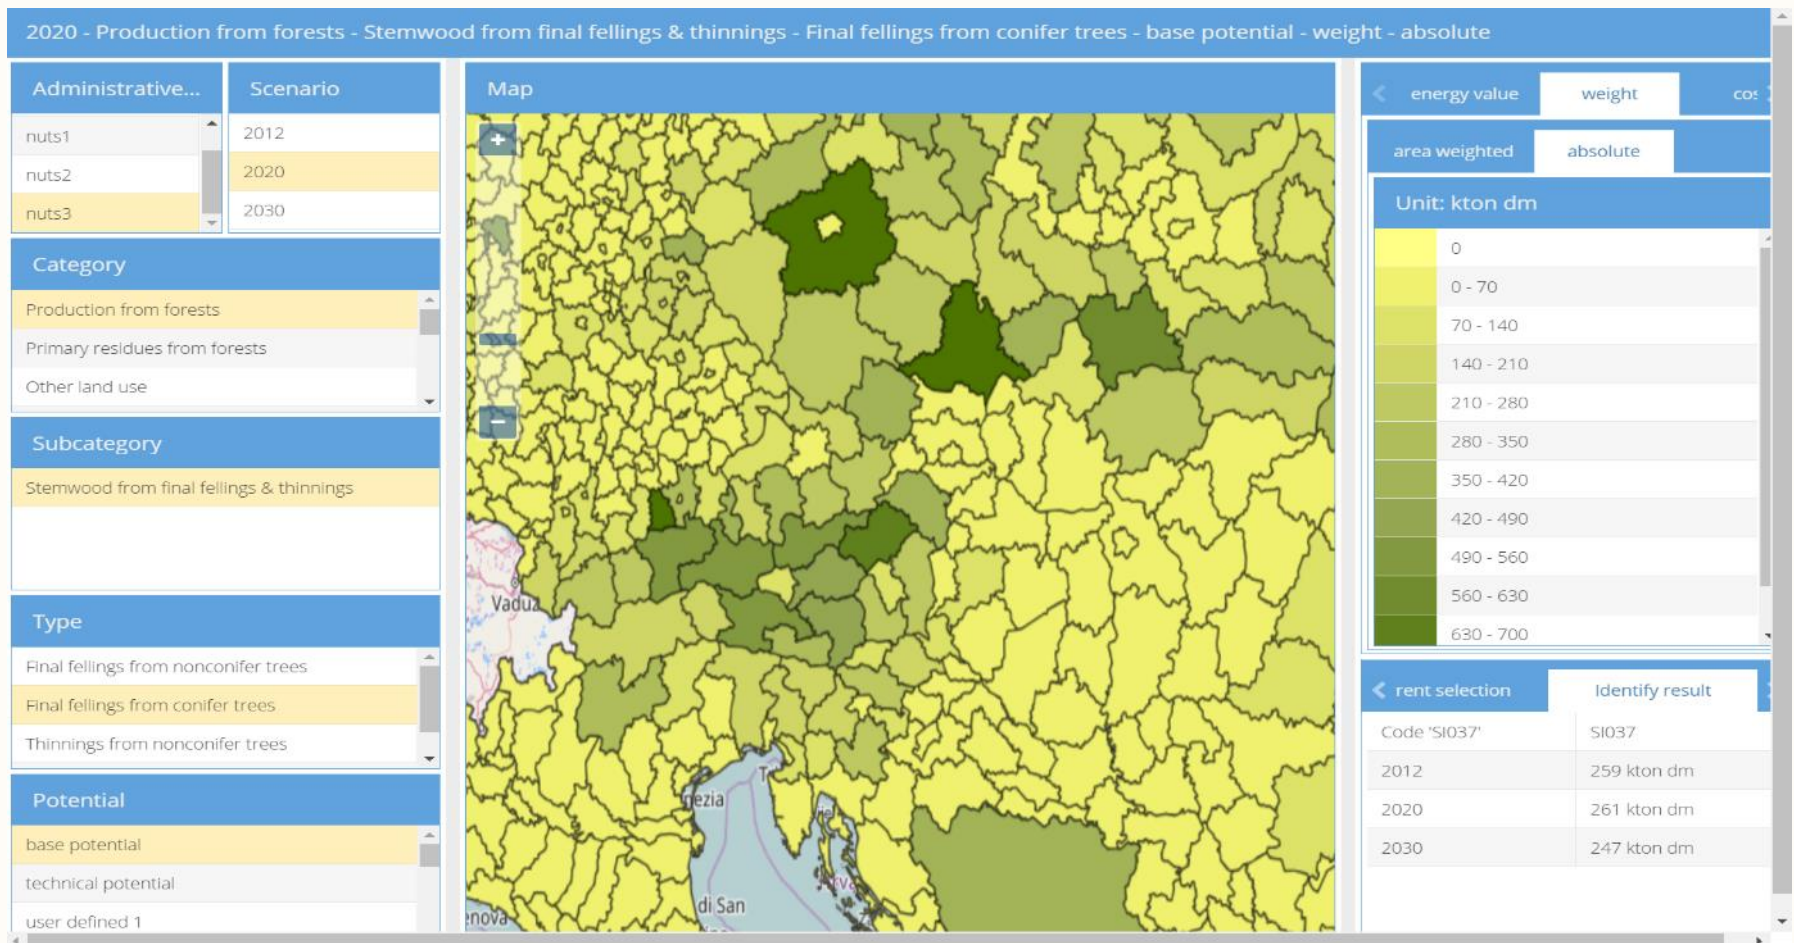 2020 - Production from forests - Stemwood from final fellings & thinnings - Final fellings from conifer trees - base potential - weight - absolute
Administrative...
nuts1
nuts2
nuts3
Scenario
2012
2020
2030
Category
Production from forests
Primary residues from forests
Other land use
Subcategory
Stemwood from final fellings & thinnings
Type
Final fellings from nonconifer trees
Final fellings from conifer trees
Thinnings from nonconifer trees
Potential
base potential
technical potential
user defined 1
Map
+
−
Vaduz
T
nezia
di San
enova
energy value
weight
cos
area weighted
absolute
Unit: kton dm
0
0 - 70
70 - 140
140 - 210
210 - 280
280 - 350
350 - 420
420 - 490
490 - 560
560 - 630
630 - 700
rent selection
Identify result
Code 'SI037' SI037
2012 259 kton dm
2020 261 kton dm
2030 247 kton dm